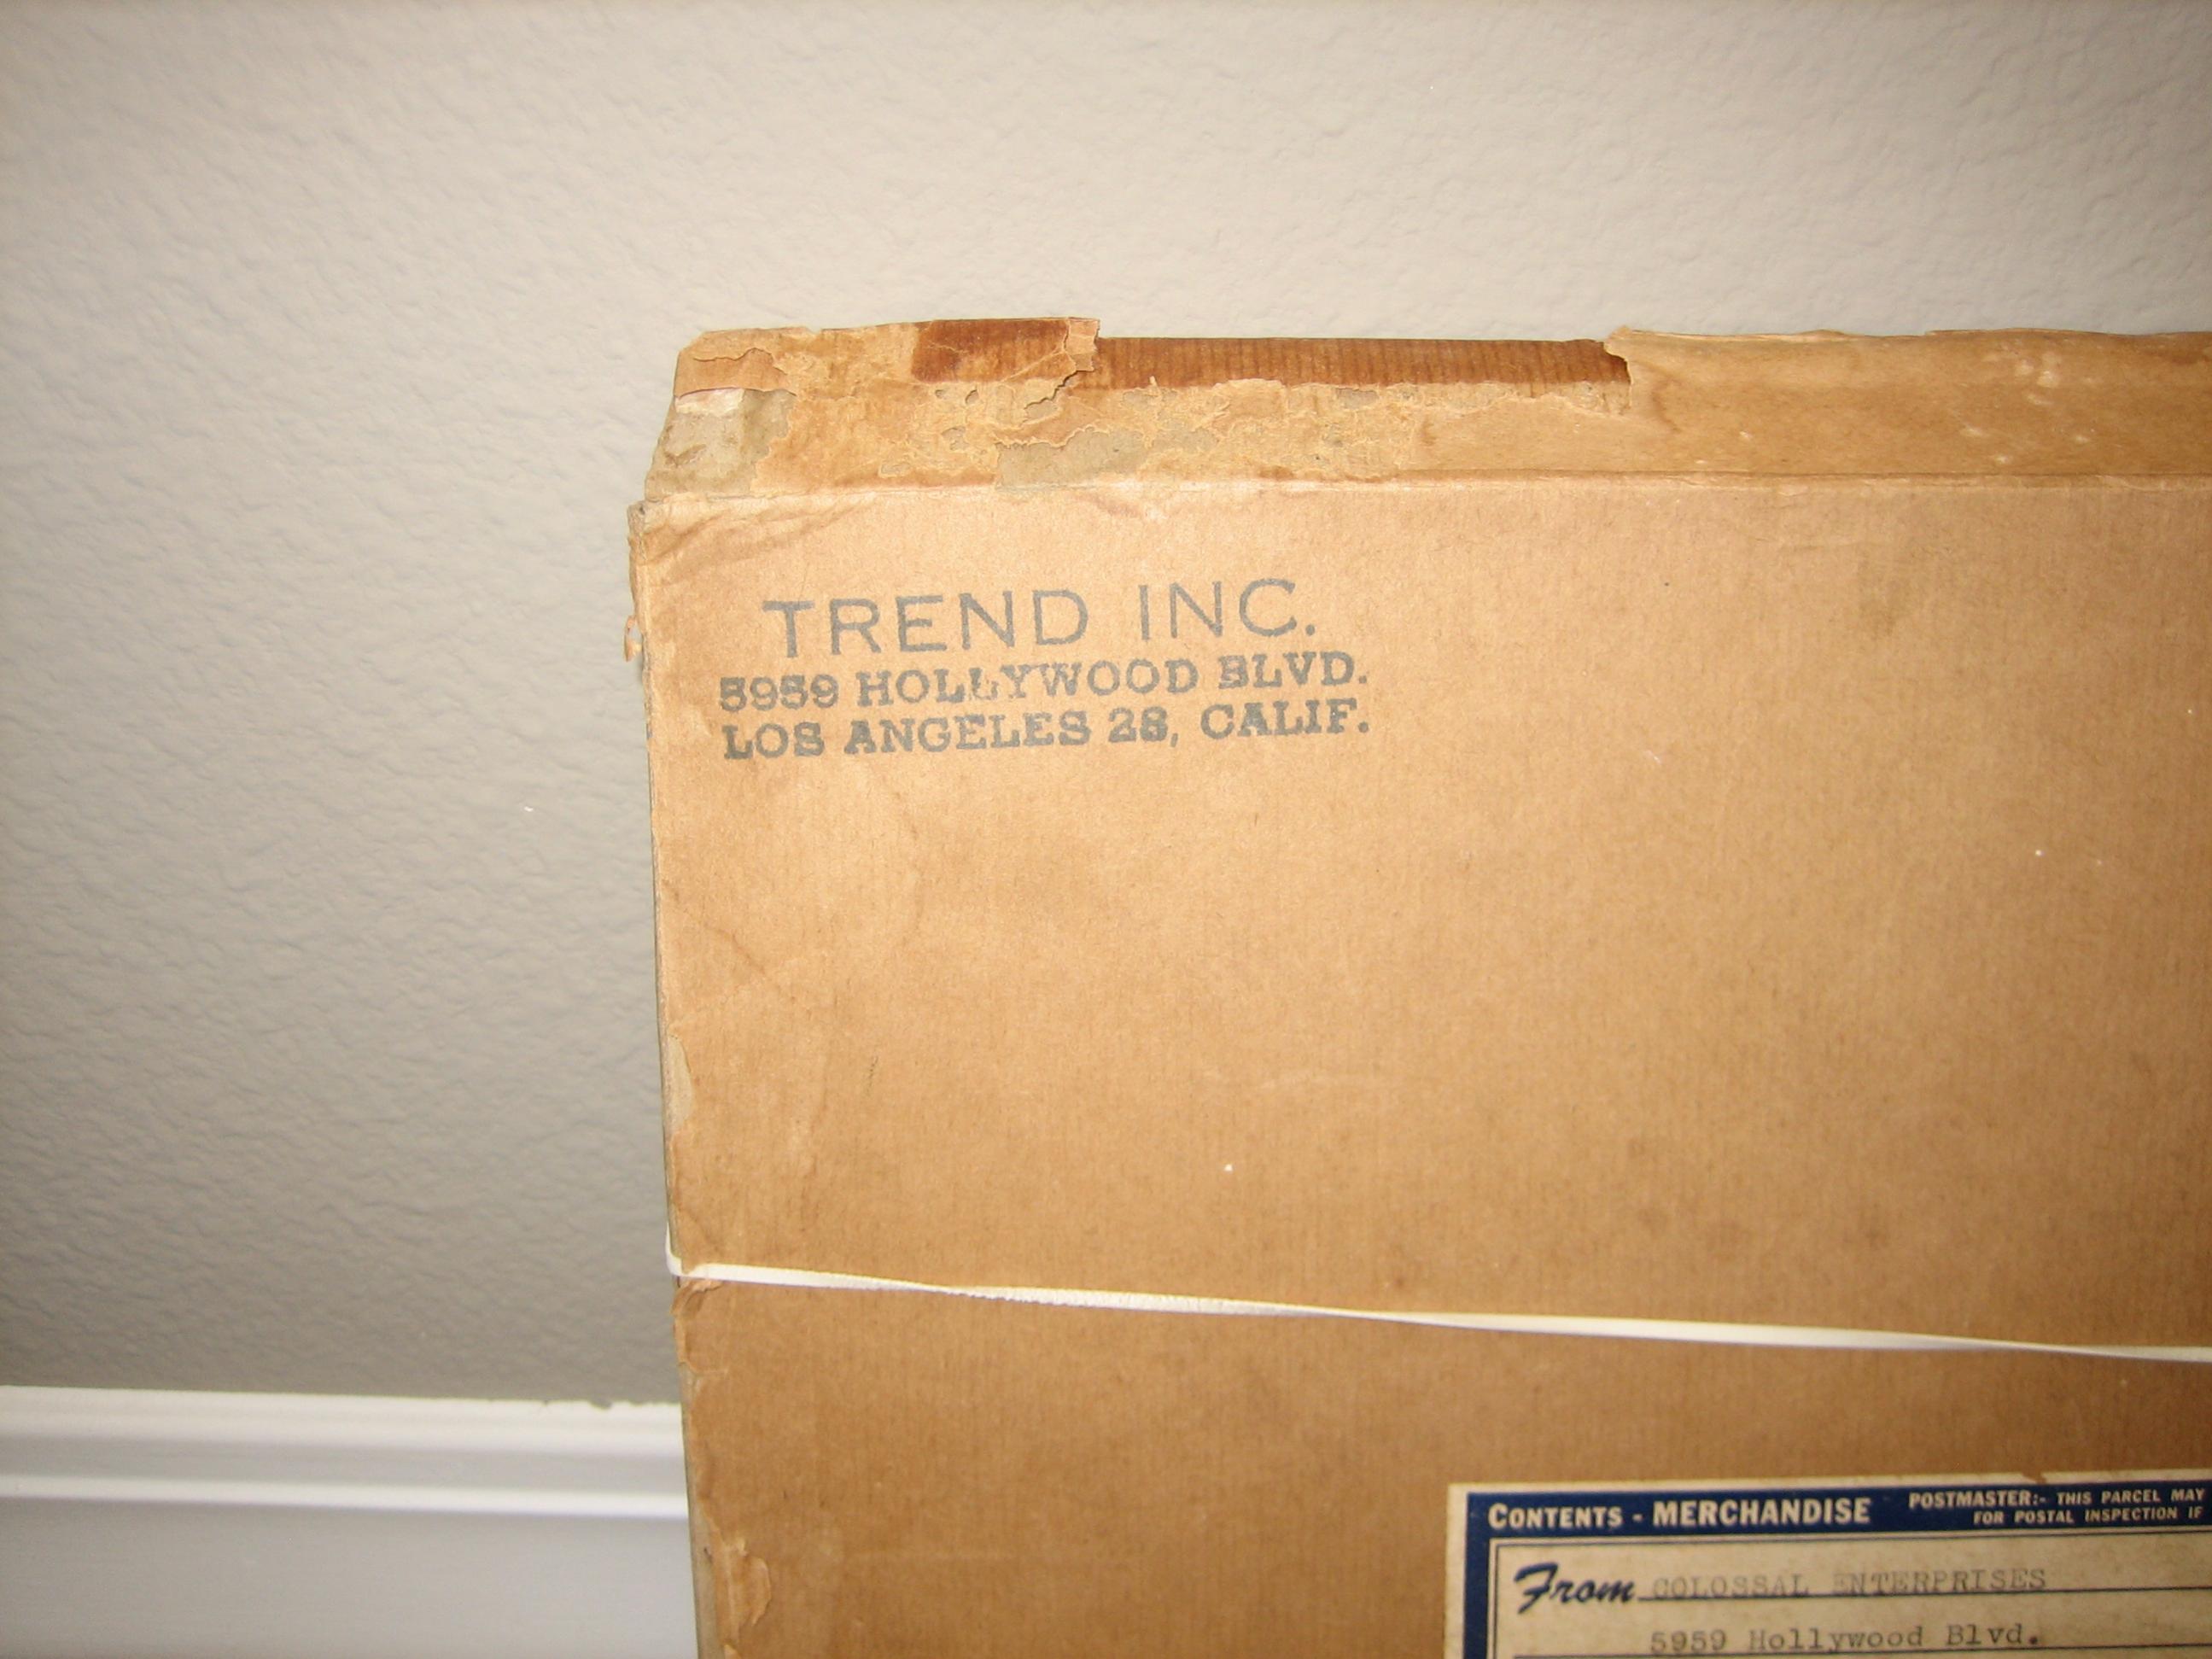 TREND INC.
5959 HOLLYWOOD BLVD.
LOS ANGELES 28, CALIF.
CONTENTS - MERCHANDISE
POSTMASTER:- THIS PARCEL MAY
FOR POSTAL INSPECTION IF
From COLOSSAL ENTERPRISES
5959 Hollywood Blvd.